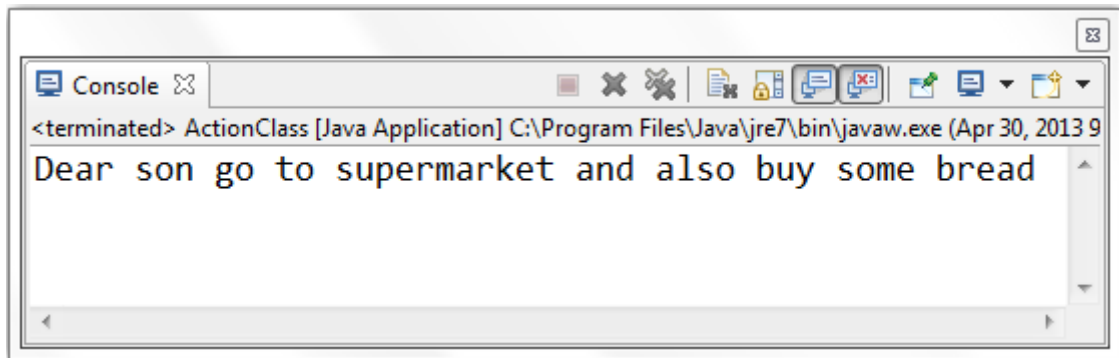 Console
<terminated> ActionClass [Java Application] C:\Program Files\Java\jre7\bin\javaw.exe (Apr 30, 2013 9
Dear son go to supermarket and also buy some bread